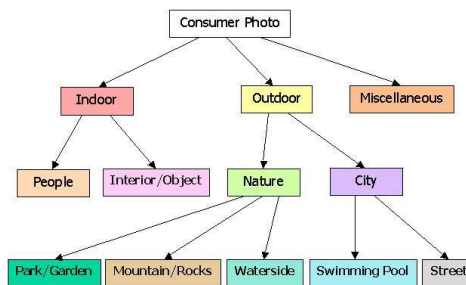 Consumer Photo
Indoor
Outdoor
Miscellaneous
People
Interior/Object
Nature
City
Park/Garden
Mountain/Rocks
Waterside
Swimming Pool
Street